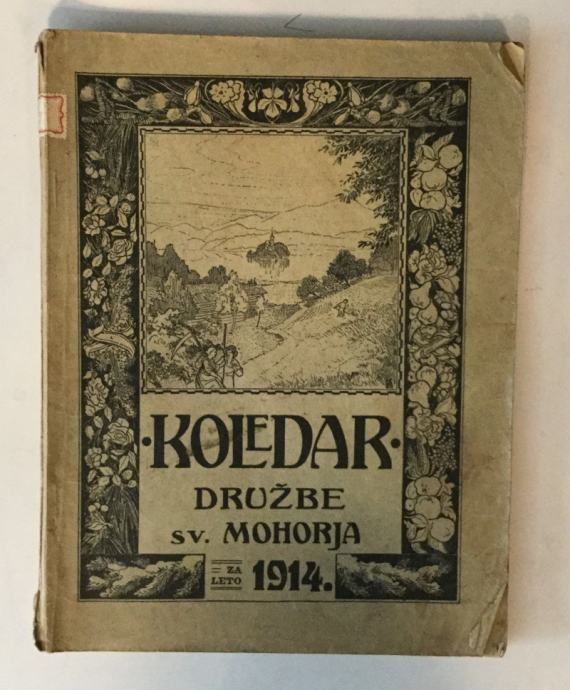 ·KOLEDAR·
DRUŽBE
SV. MOHORJA
ZA
LETO
1914.